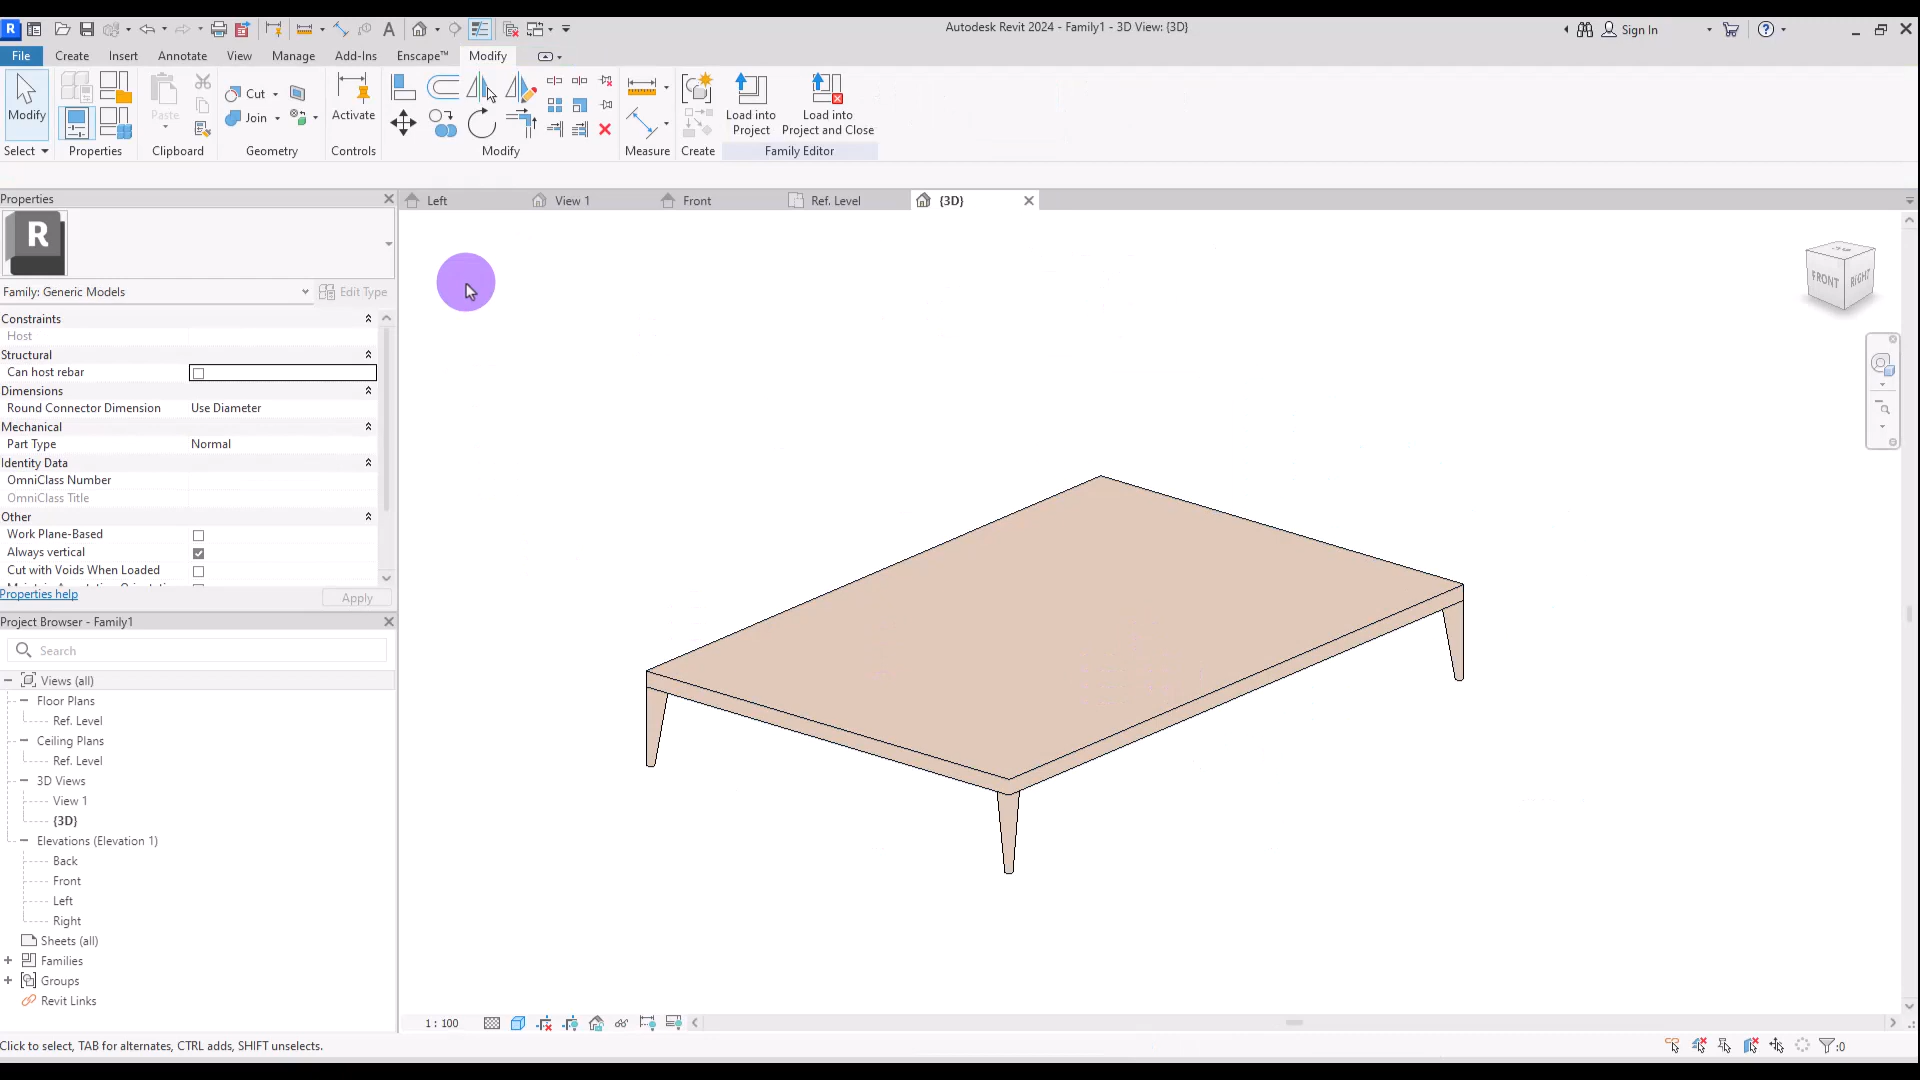 Autodesk Revit 2024 - Family1 - 3D View: {3D}
Sign In
File
Create
Insert
Annotate
View
Manage
Add-Ins
Enscape™
Modify
Modify
Paste
Cut
Join
Activate
Load into
Project
Load into
Project and Close
Select
Properties
Clipboard
Geometry
Controls
Modify
Measure
Create
Family Editor
Properties
Left
View 1
Front
Ref. Level
{3D}
R
Family: Generic Models
Edit Type
Constraints
Host
Structural
Can host rebar
Dimensions
Round Connector Dimension
Use Diameter
Mechanical
Part Type
Normal
Identity Data
OmniClass Number
OmniClass Title
Other
Work Plane-Based
Always vertical
Cut with Voids When Loaded
Properties help
Apply
Project Browser - Family1
Search
Views (all)
Floor Plans
Ref. Level
Ceiling Plans
Ref. Level
3D Views
View 1
{3D}
Elevations (Elevation 1)
Back
Front
Left
Right
Sheets (all)
Families
Groups
Revit Links
FRONT
RIGHT
1 : 100
Click to select, TAB for alternates, CTRL adds, SHIFT unselects.
:0